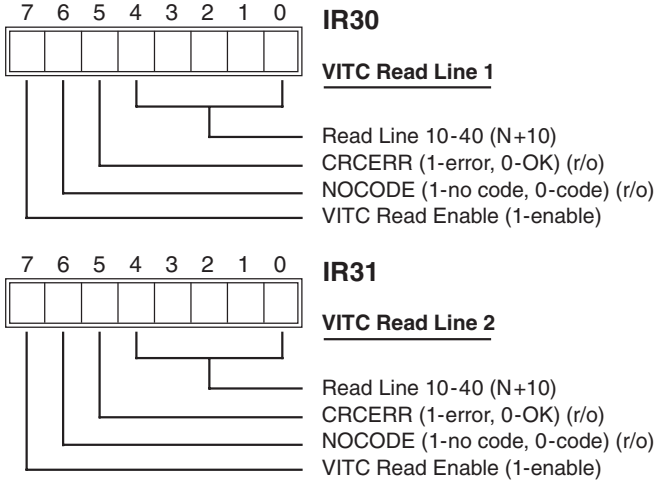 7 6 5 4 3 2 1 0
IR30
VITC Read Line 1
Read Line 10-40 (N+10)
CRCERR (1-error, 0-OK) (r/o)
NOCODE (1-no code, 0-code) (r/o)
VITC Read Enable (1-enable)
7 6 5 4 3 2 1 0
IR31
VITC Read Line 2
Read Line 10-40 (N+10)
CRCERR (1-error, 0-OK) (r/o)
NOCODE (1-no code, 0-code) (r/o)
VITC Read Enable (1-enable)